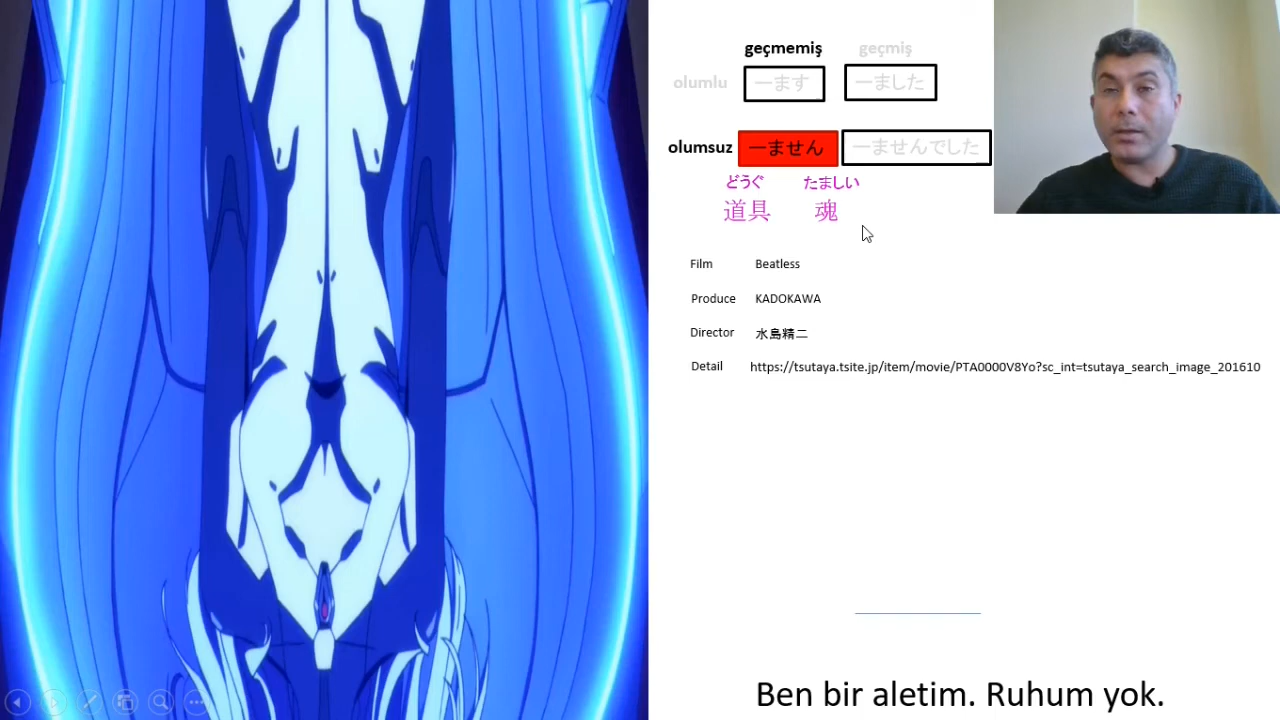 geçmemiş geçmiş
olumlu ーます ーました
olumsuz ーません ーませんでした
どうぐ たましい
道具 魂
Film Beatless
Produce KADOKAWA
Director 水島精二
Detail https://tsutaya.tsite.jp/item/movie/PTA0000V8Yo?sc_int=tsutaya_search_image_201610
Ben bir aletim. Ruhum yok.